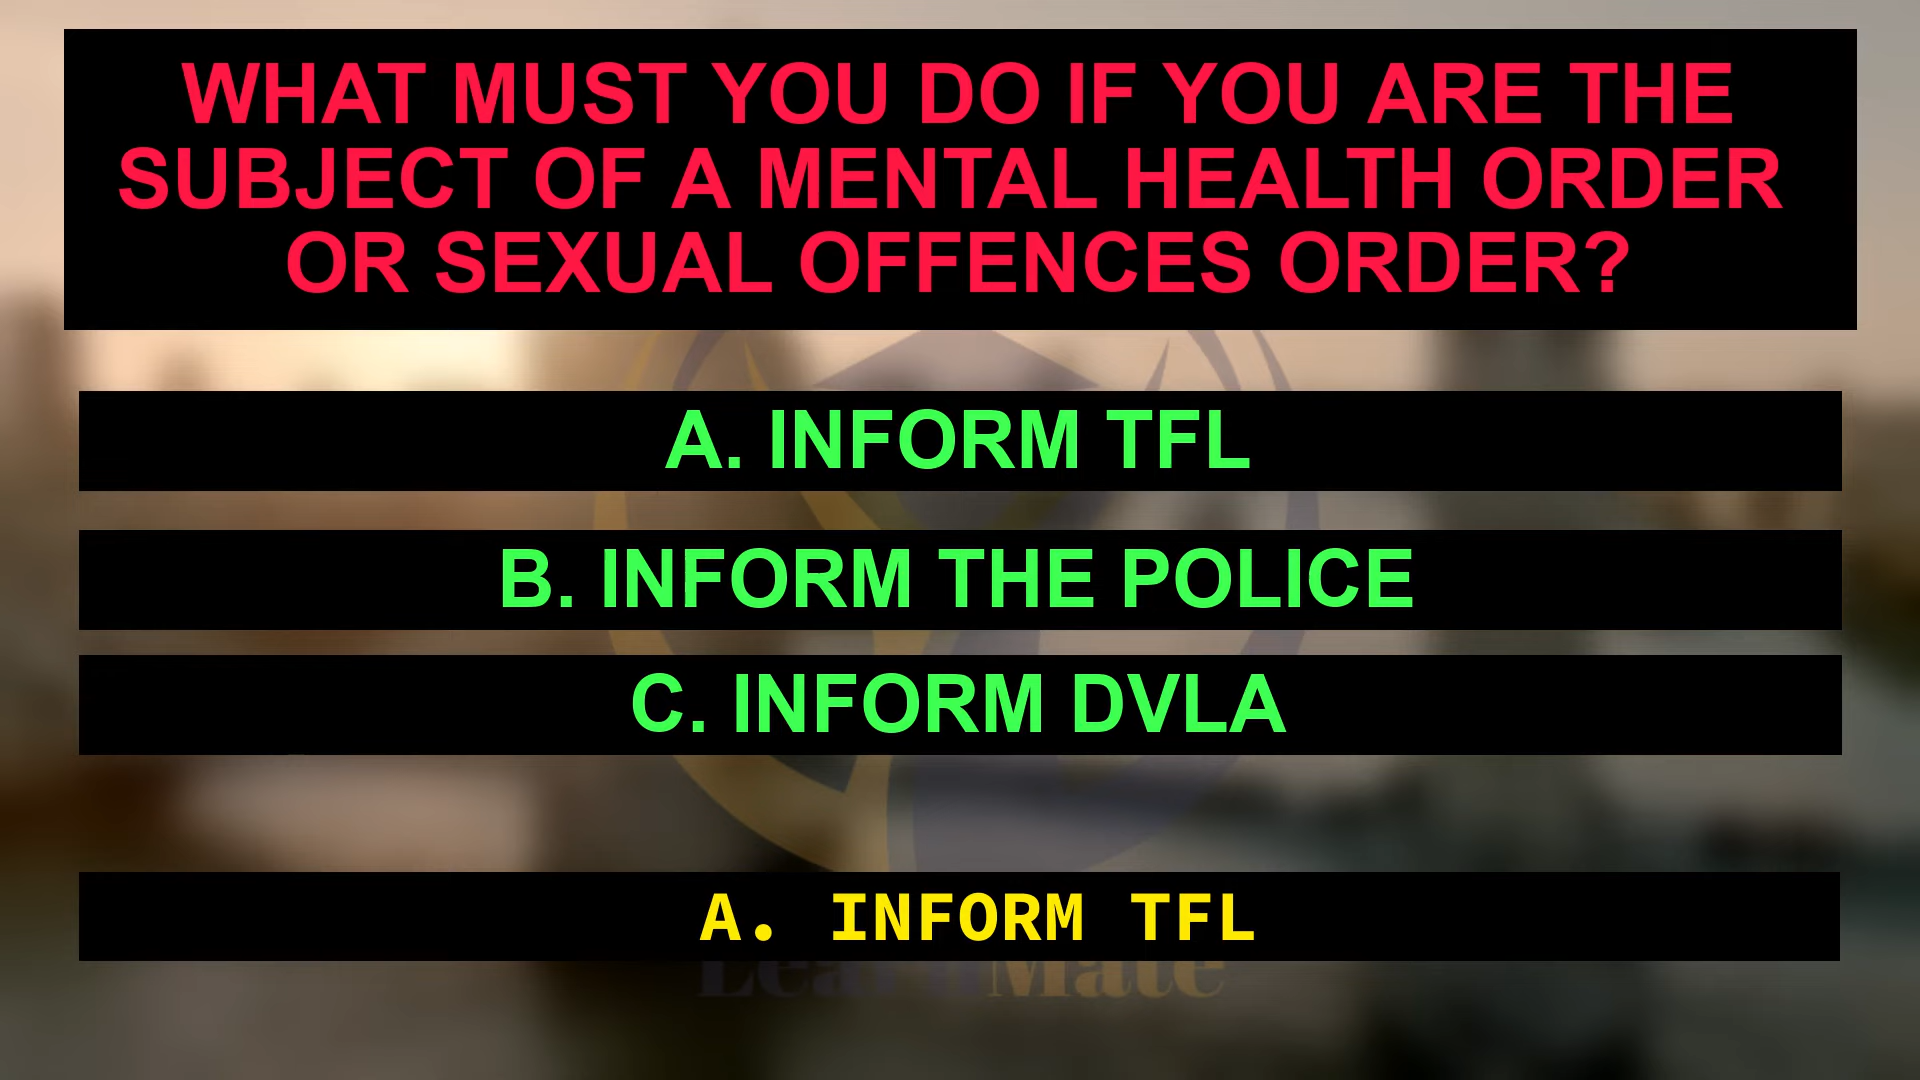 WHAT MUST YOU DO IF YOU ARE THE
SUBJECT OF A MENTAL HEALTH ORDER
OR SEXUAL OFFENCES ORDER?
A. INFORM TFL
B. INFORM THE POLICE
C. INFORM DVLA
A. INFORM TFL
LearnMate